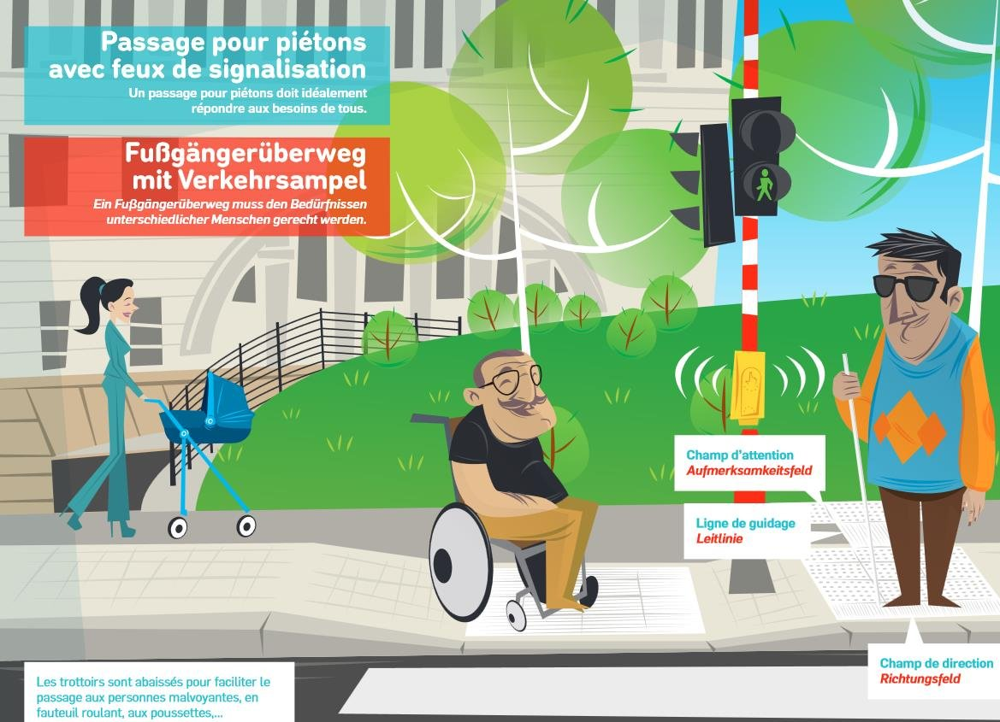 Passage pour piétons
avec feux de signalisation
Un passage pour piétons doit idéalement
répondre aux besoins de tous.
Fußgängerüberweg
mit Verkehrsampel
Ein Fußgängerüberweg muss den Bedürfnissen
unterschiedlicher Menschen gerecht werden.
Champ d’attention
Aufmerksamkeitsfeld
Ligne de guidage
Leitlinie
Champ de direction
Richtungsfeld
Les trottoirs sont abaissés pour faciliter le
passage aux personnes malvoyantes, en
fauteuil roulant, aux poussettes,...